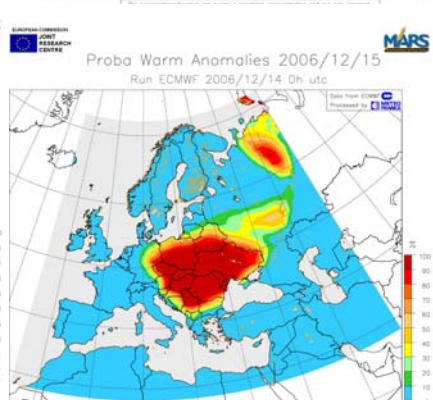 EUROPEAN COMMISSION
JOINT
RESEARCH
CENTRE
MARS
Proba Warm Anomalies 2006/12/15
Run ECMWF 2006/12/14 0h utc
Data from ECMWF
Processed by
100
90
80
70
60
50
40
30
20
10